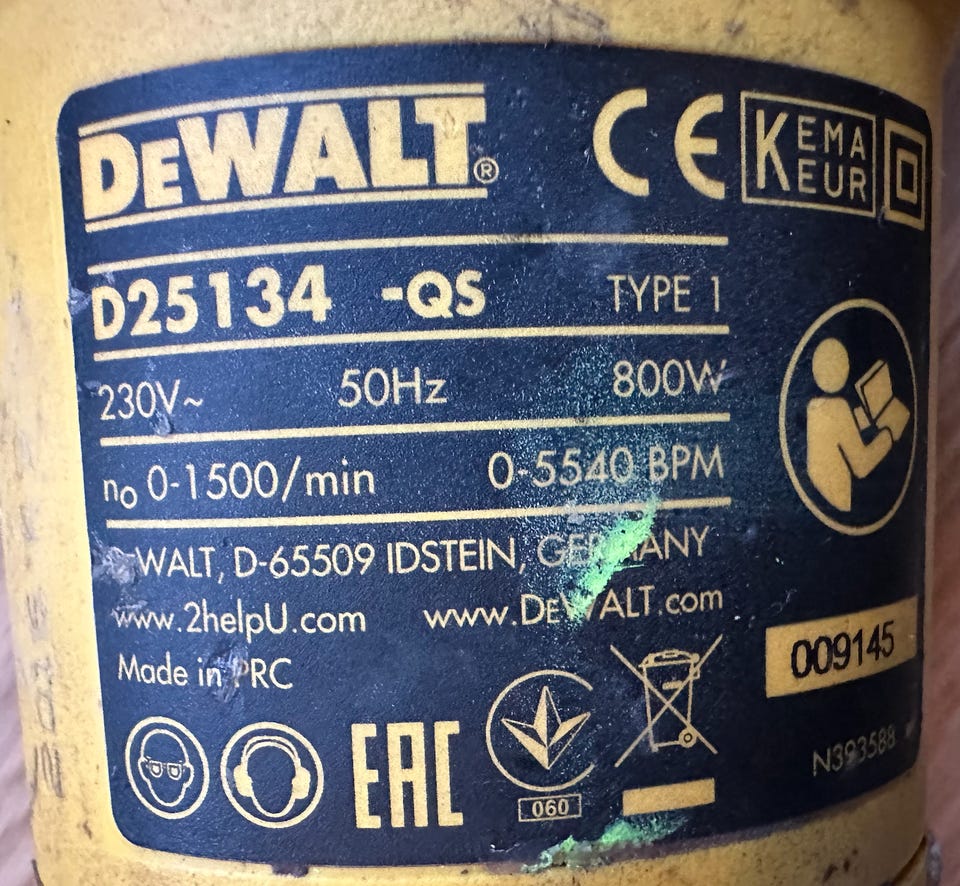 DeWALT®
CE KEMA KEUR
D25134 -QS TYPE 1
230V~ 50Hz 800W
no 0-1500/min 0-5540 BPM
WALT, D-65509 IDSTEIN, GERMANY
www.2helpU.com www.DeWALT.com
Made in PRC
009145
N393588
EAC
060